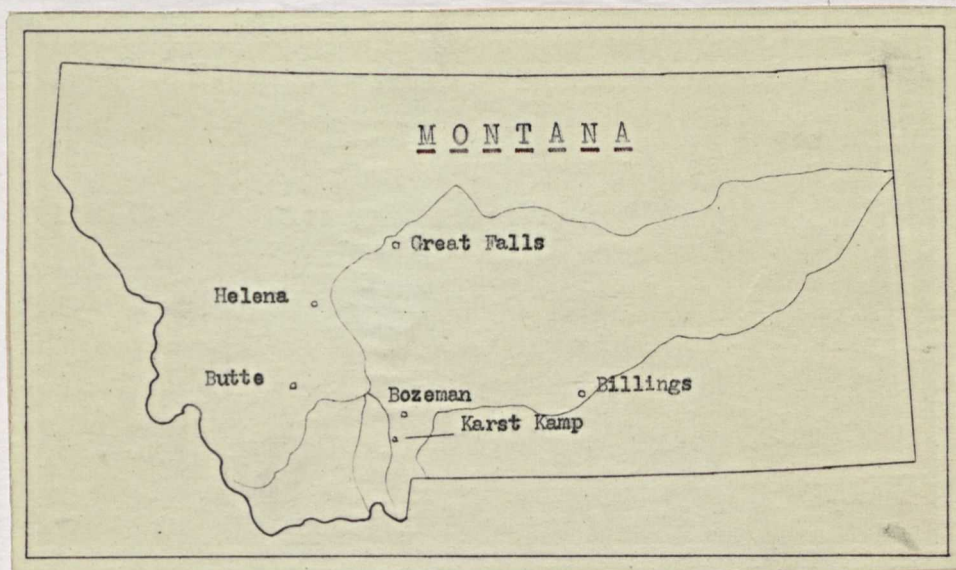 MONTANA
Great Falls
Helena
Butte
Billings
Bozeman
Karst Kamp